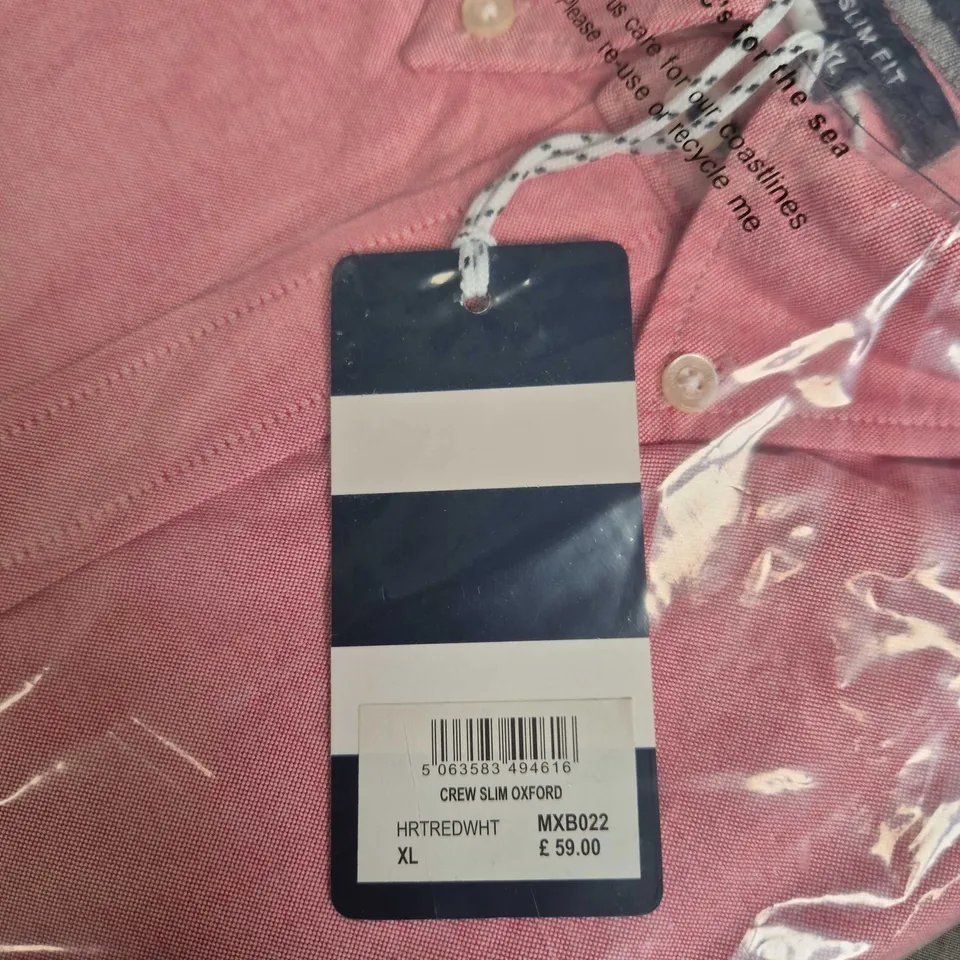 C's for the sea
us care for our coastlines
Please re-use or recycle me
SLIM FIT
XL
5 063583 494616
CREW SLIM OXFORD
HRTREDWHT MXB022
XL £ 59.00